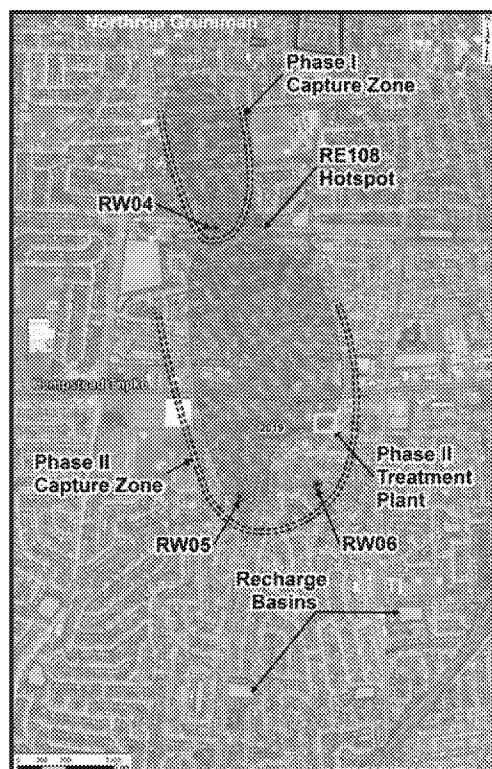 Northrop Grumman
Phase I
Capture Zone
RE108
Hotspot
RW04
Hempstead Tnpke
2019
Phase II
Capture Zone
Phase II
Treatment
Plant
RW05
RW06
Recharge
Basins